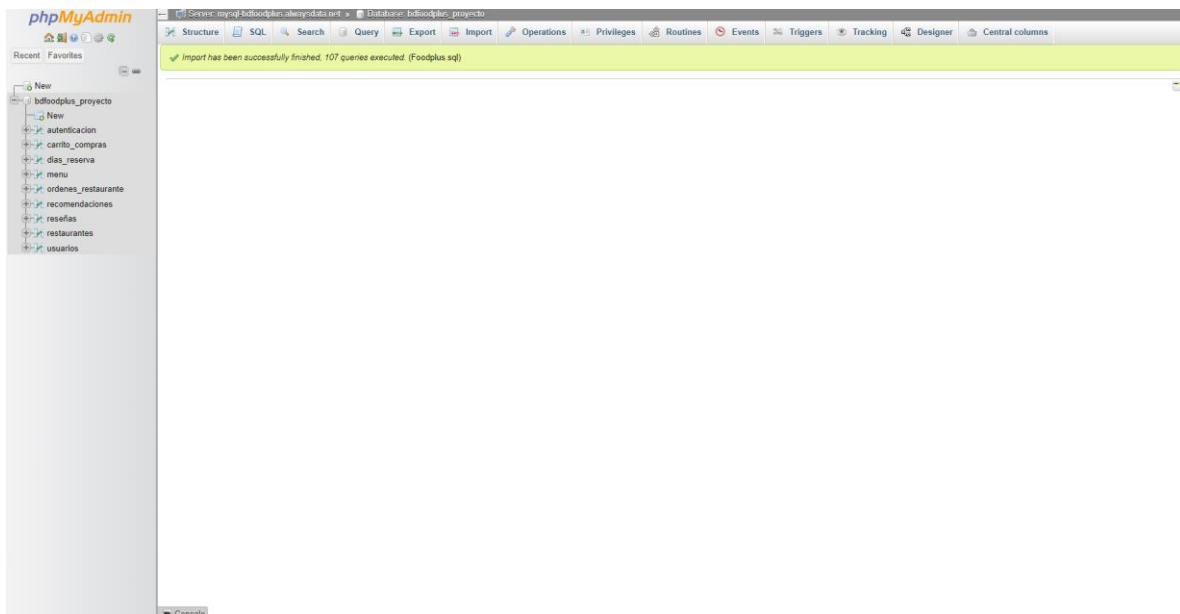 phpMyAdmin
Recent Favorites
New
bdfoodplus_proyecto
New
autenticacion
carrito_compras
dias_reserva
menu
ordenes_restaurante
recomendaciones
reseñas
restaurantes
usuarios
Server: mysql-bdfoodplus.alwaysdata.net » Database: bdfoodplus_proyecto
Structure SQL Search Query Export Import Operations Privileges Routines Events Triggers Tracking Designer Central columns
Import has been successfully finished, 107 queries executed. (Foodplus.sql)
Console